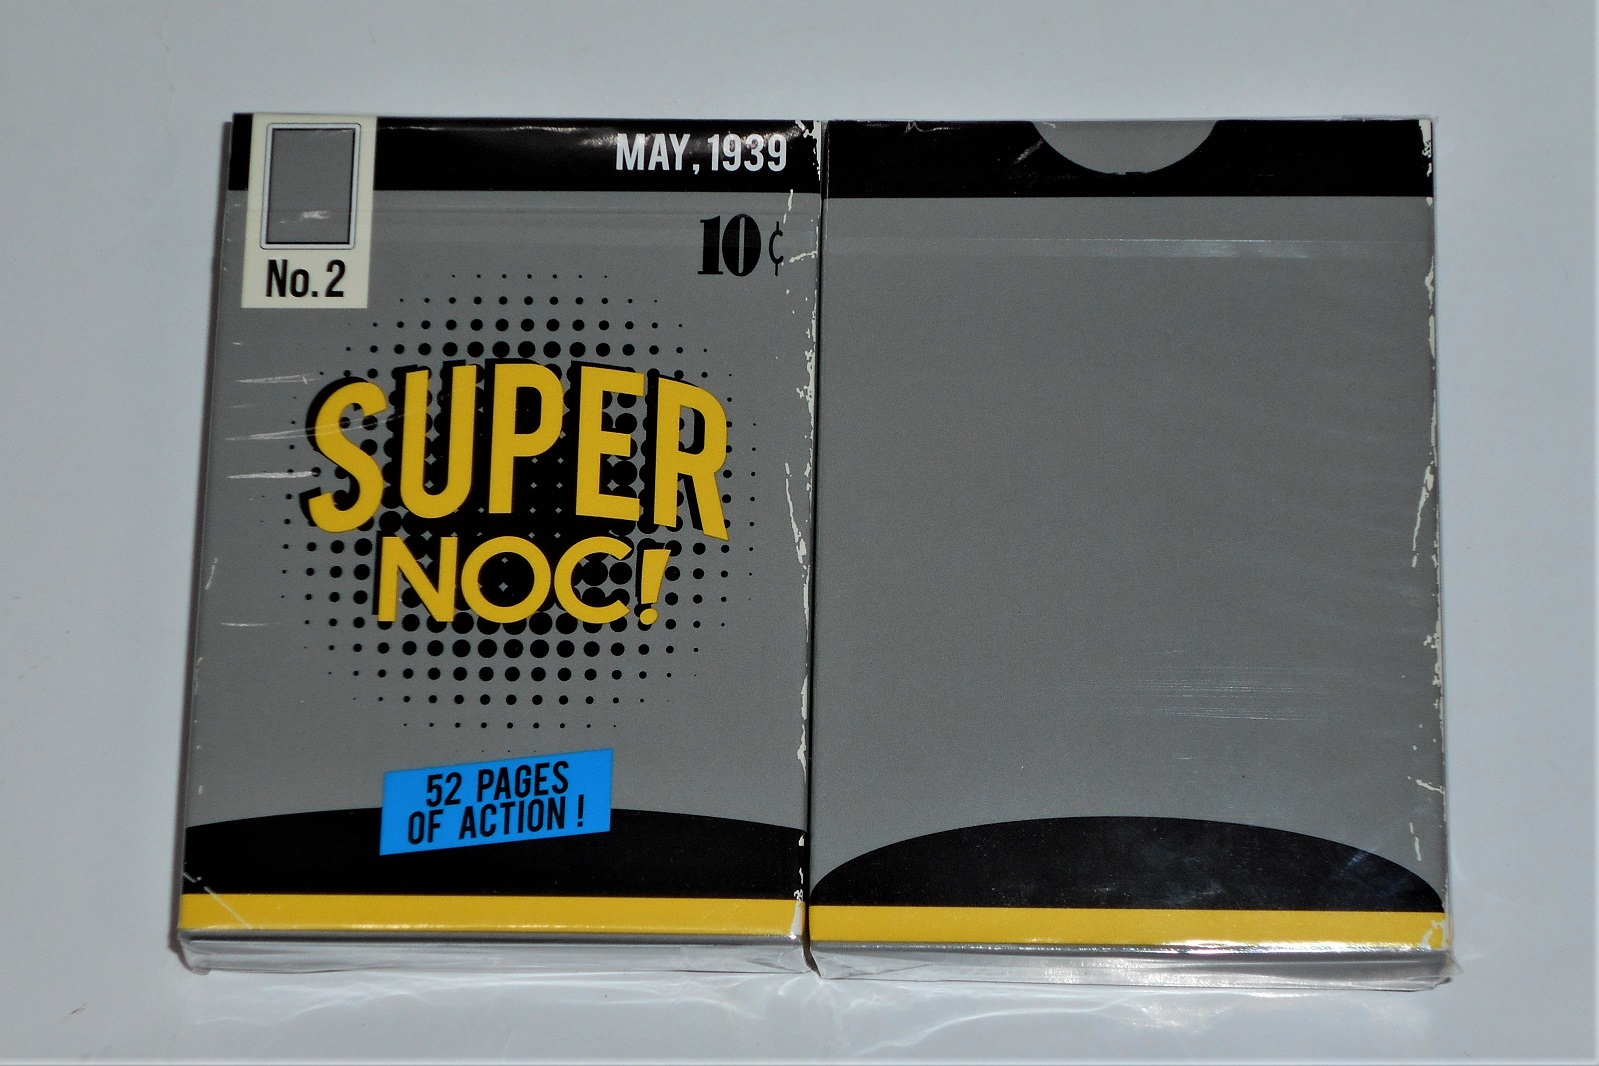 MAY, 1939
10¢
No. 2
SUPER
NOC!
52 PAGES
OF ACTION!